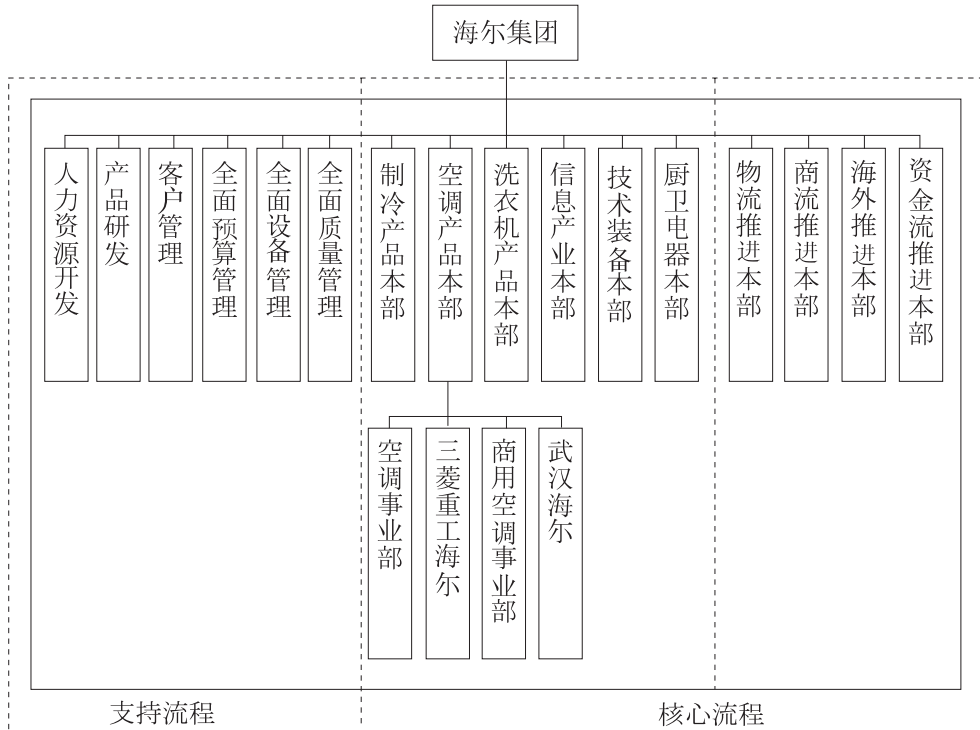 海尔集团
人力资源开发
产品研发
客户管理
全面预算管理
全面设备管理
全面质量管理
制冷产品本部
空调产品本部
洗衣机产品本部
信息产业本部
技术装备本部
厨卫电器本部
物流推进本部
商流推进本部
海外推进本部
资金流推进本部
空调事业部
三菱重工海尔
商用空调事业部
武汉海尔
支持流程
核心流程